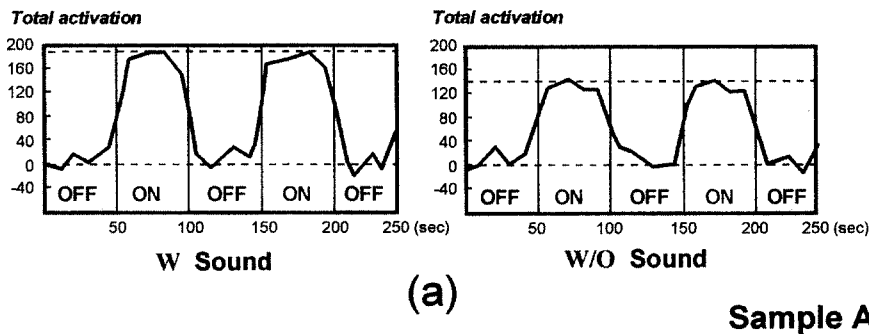 Total activation
200
160
120
80
40
0
-40
OFF ON OFF ON OFF
50 100 150 200 250 (sec)
W Sound
Total activation
200
160
120
80
40
0
-40
OFF ON OFF ON OFF
50 100 150 200 250 (sec)
W/O Sound
(a)
Sample A